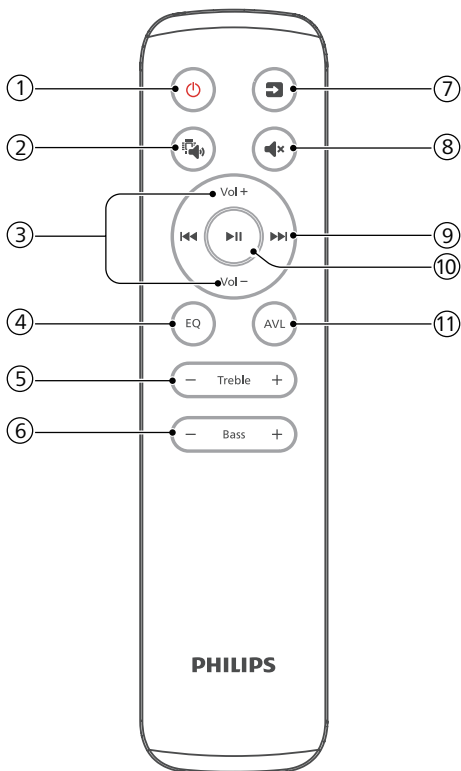 ①
⑦
②
⑧
Vol +
③
⑨
⑩
Vol −
④
EQ
AVL
⑪
⑤
− Treble +
⑥
− Bass +
PHILIPS